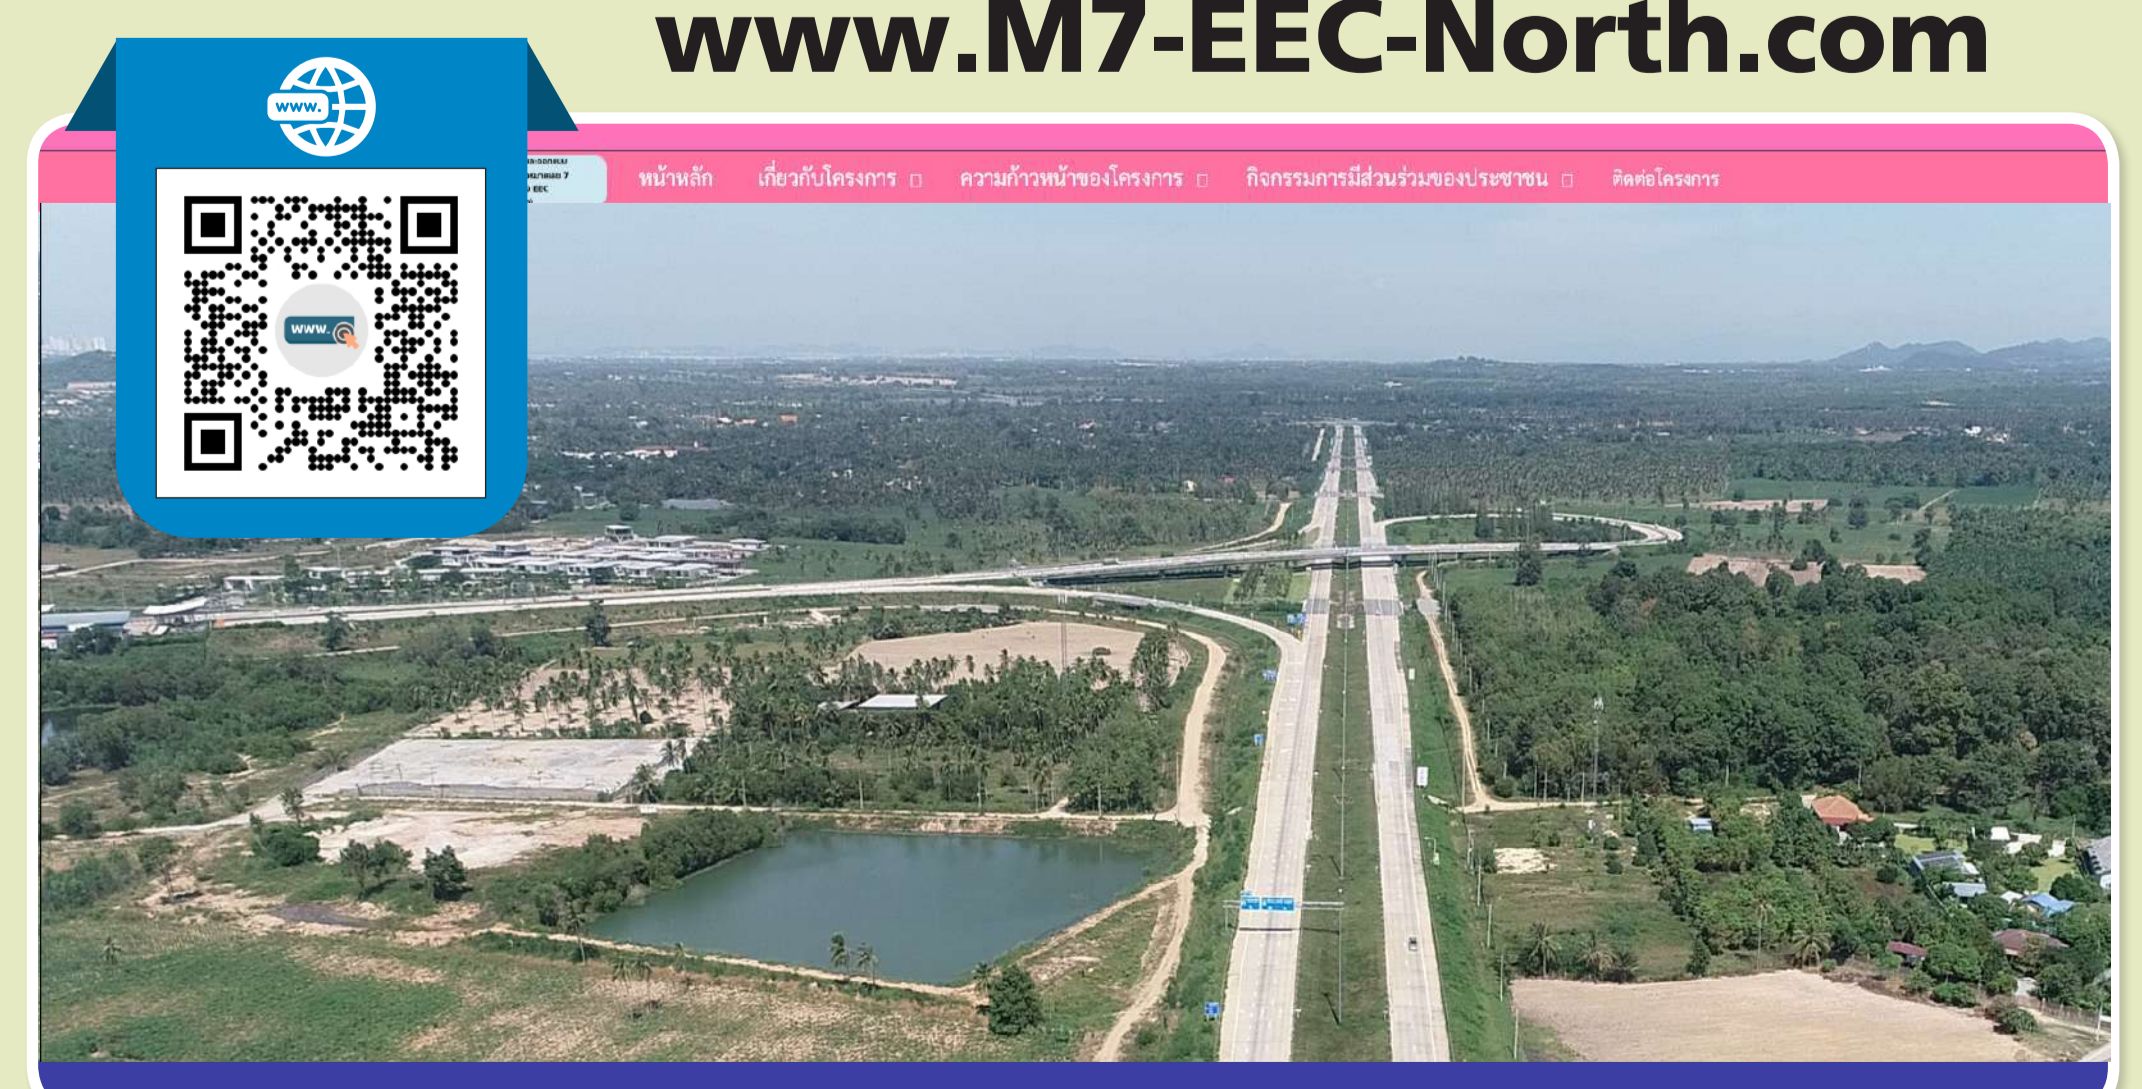 www.M7-EEC-North.com
www.
หน้าหลัก เกี่ยวกับโครงการ ความก้าวหน้าของโครงการ กิจกรรมการมีส่วนร่วมของประชาชน ติดต่อโครงการ
www.